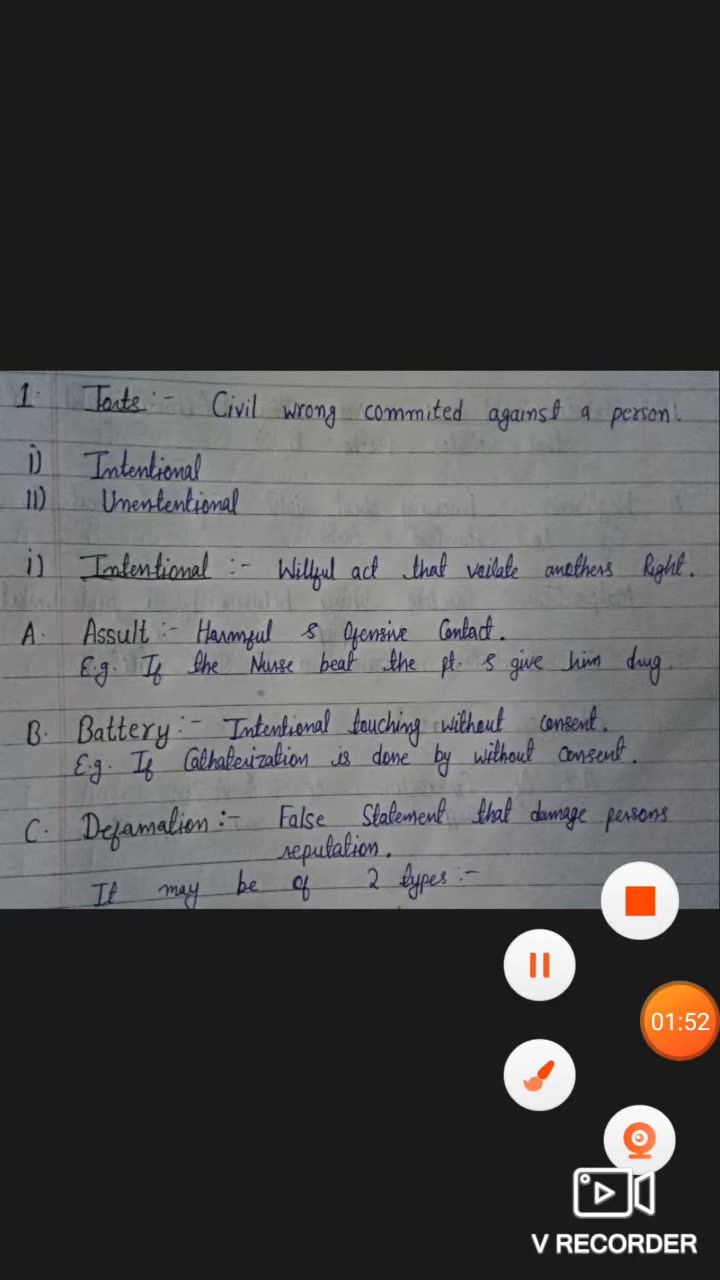 1. Torts :- Civil wrong commited against a person.
i) Intentional
II) Unentential
i) Intentional :- Willful act that veilate anothers Right.
A. Assult :- Harmful & Ofensive Contact.
E.g. If the Nurse beat the pt. & give him drug.
B. Battery :- Intentional touching without consent.
E.g. If Cathaterization is done by without consent.
C. Defamation :- False Statement that damage persons
reputation.
It may be of 2 types :-
01:52
V RECORDER